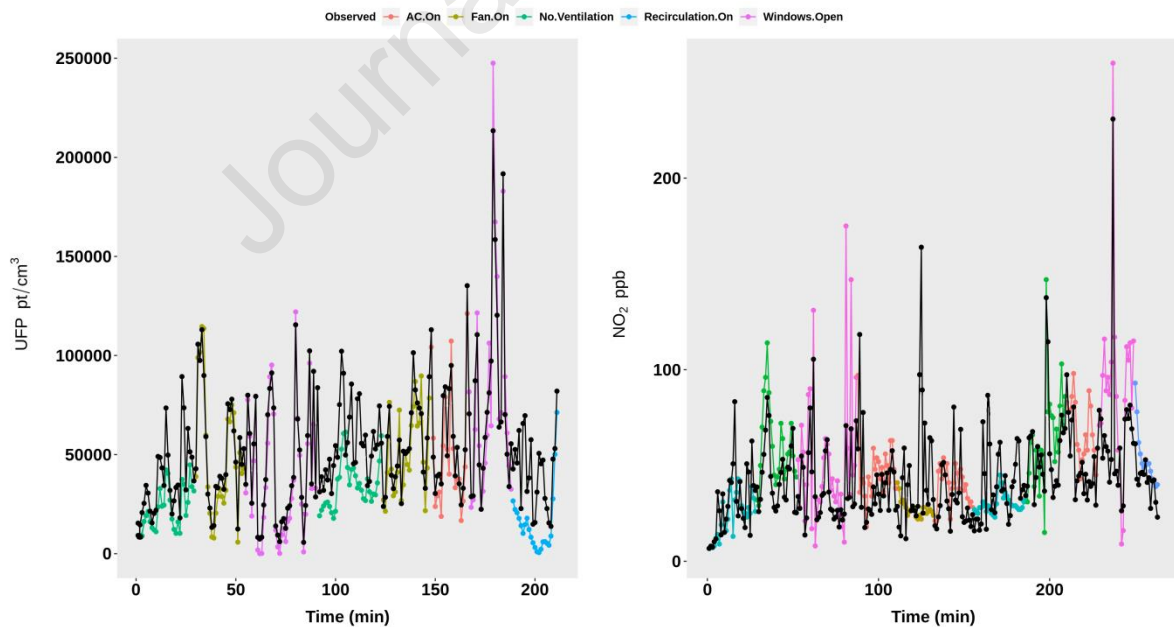 Journal
Observed AC.On Fan.On No.Ventilation Recirculation.On Windows.Open
250000
200000
150000
100000
50000
0
UFP pt/cm³
0 50 100 150 200
Time (min)
200
100
0
NO₂ ppb
0 100 200
Time (min)